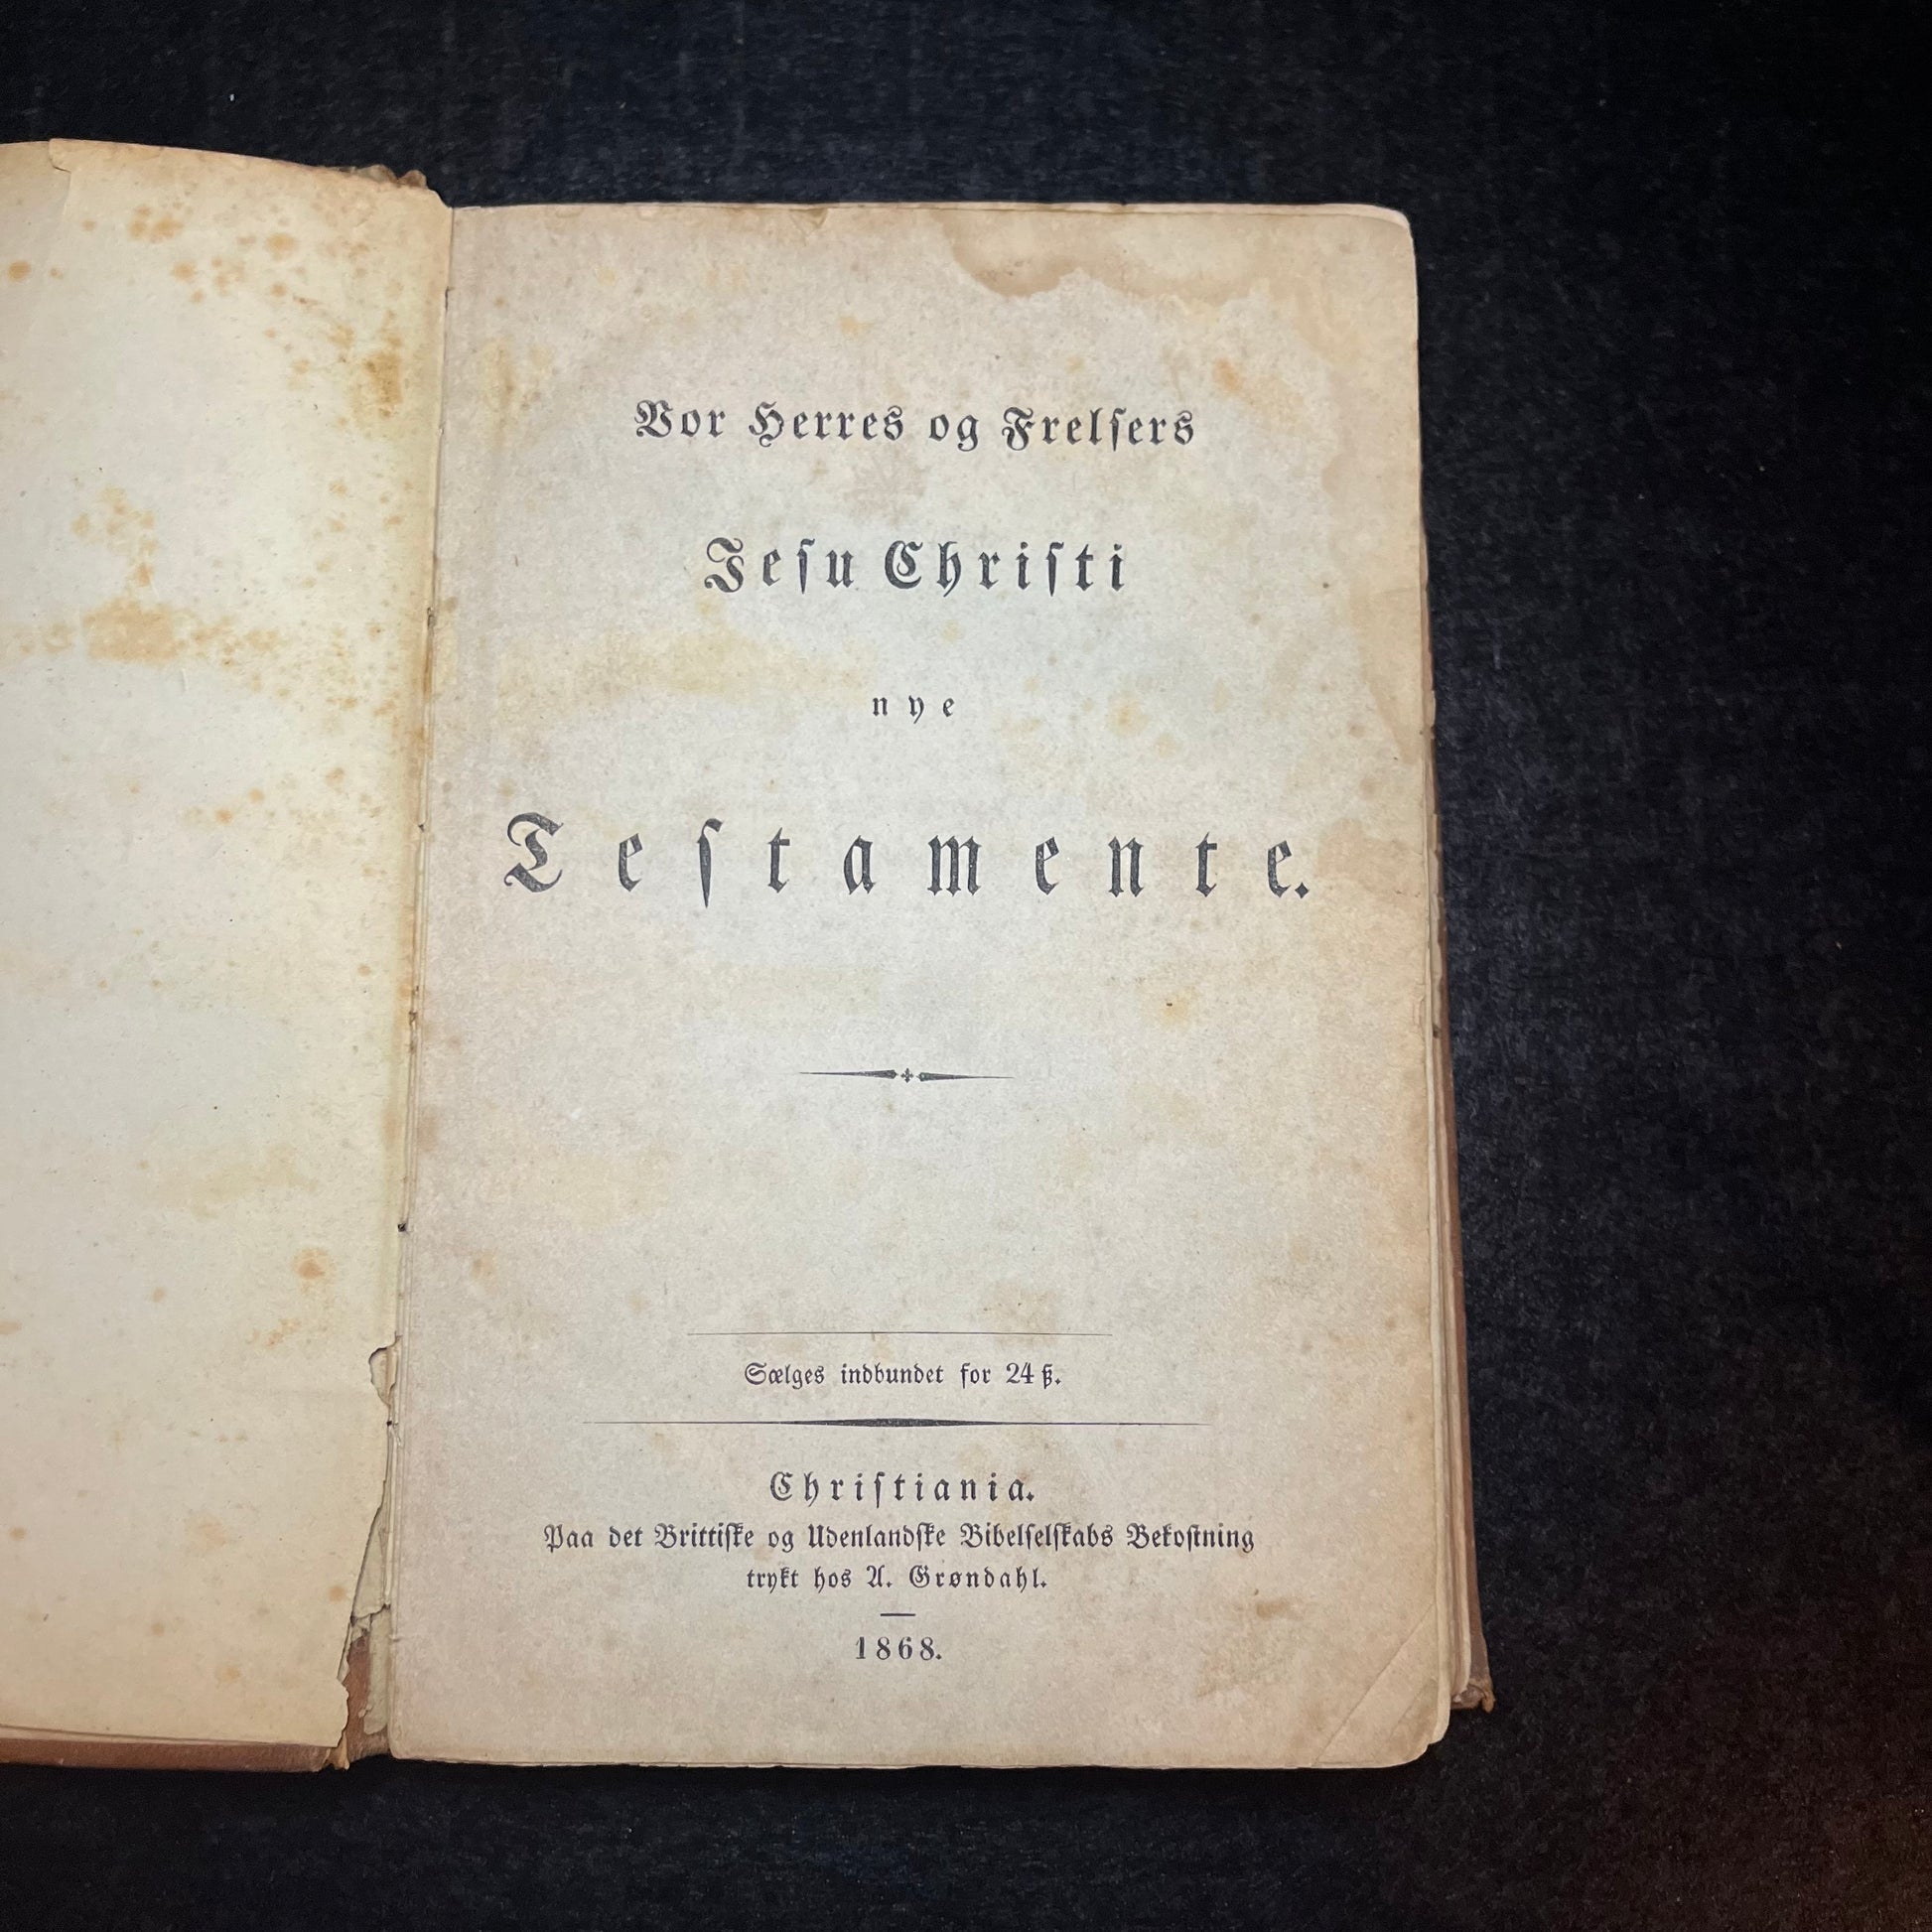 Vor Herres og Frelsers
Jesu Christi
nye
Testamente.
Sælges indbundet for 24 ß.
Christiania.
Paa det Brittiske og Udenlandske Bibelselskabs Bekostning
trykt hos A. Grøndahl.
1868.